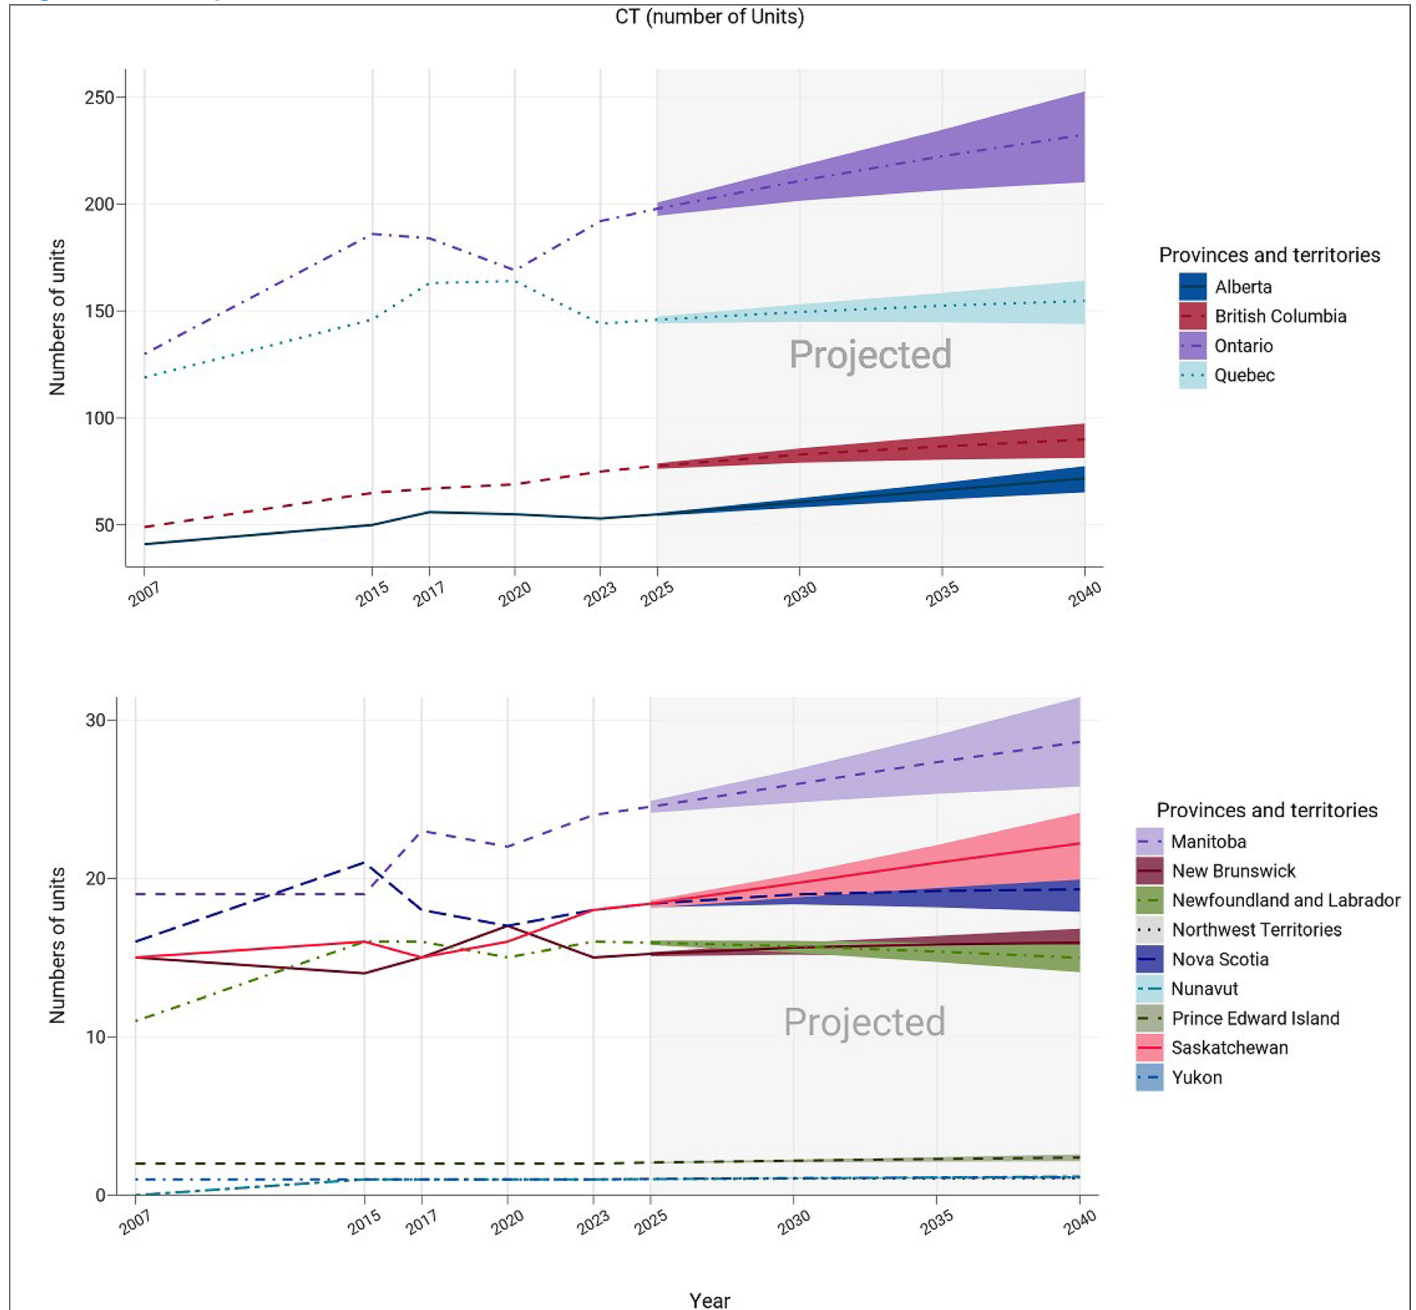 CT (number of Units)
250
200
150
100
50
Numbers of units
Projected
2007 2015 2017 2020 2023 2025 2030 2035 2040
Provinces and territories
Alberta
British Columbia
Ontario
Quebec
30
20
10
0
Numbers of units
Projected
2007 2015 2017 2020 2023 2025 2030 2035 2040
Year
Provinces and territories
Manitoba
New Brunswick
Newfoundland and Labrador
Northwest Territories
Nova Scotia
Nunavut
Prince Edward Island
Saskatchewan
Yukon